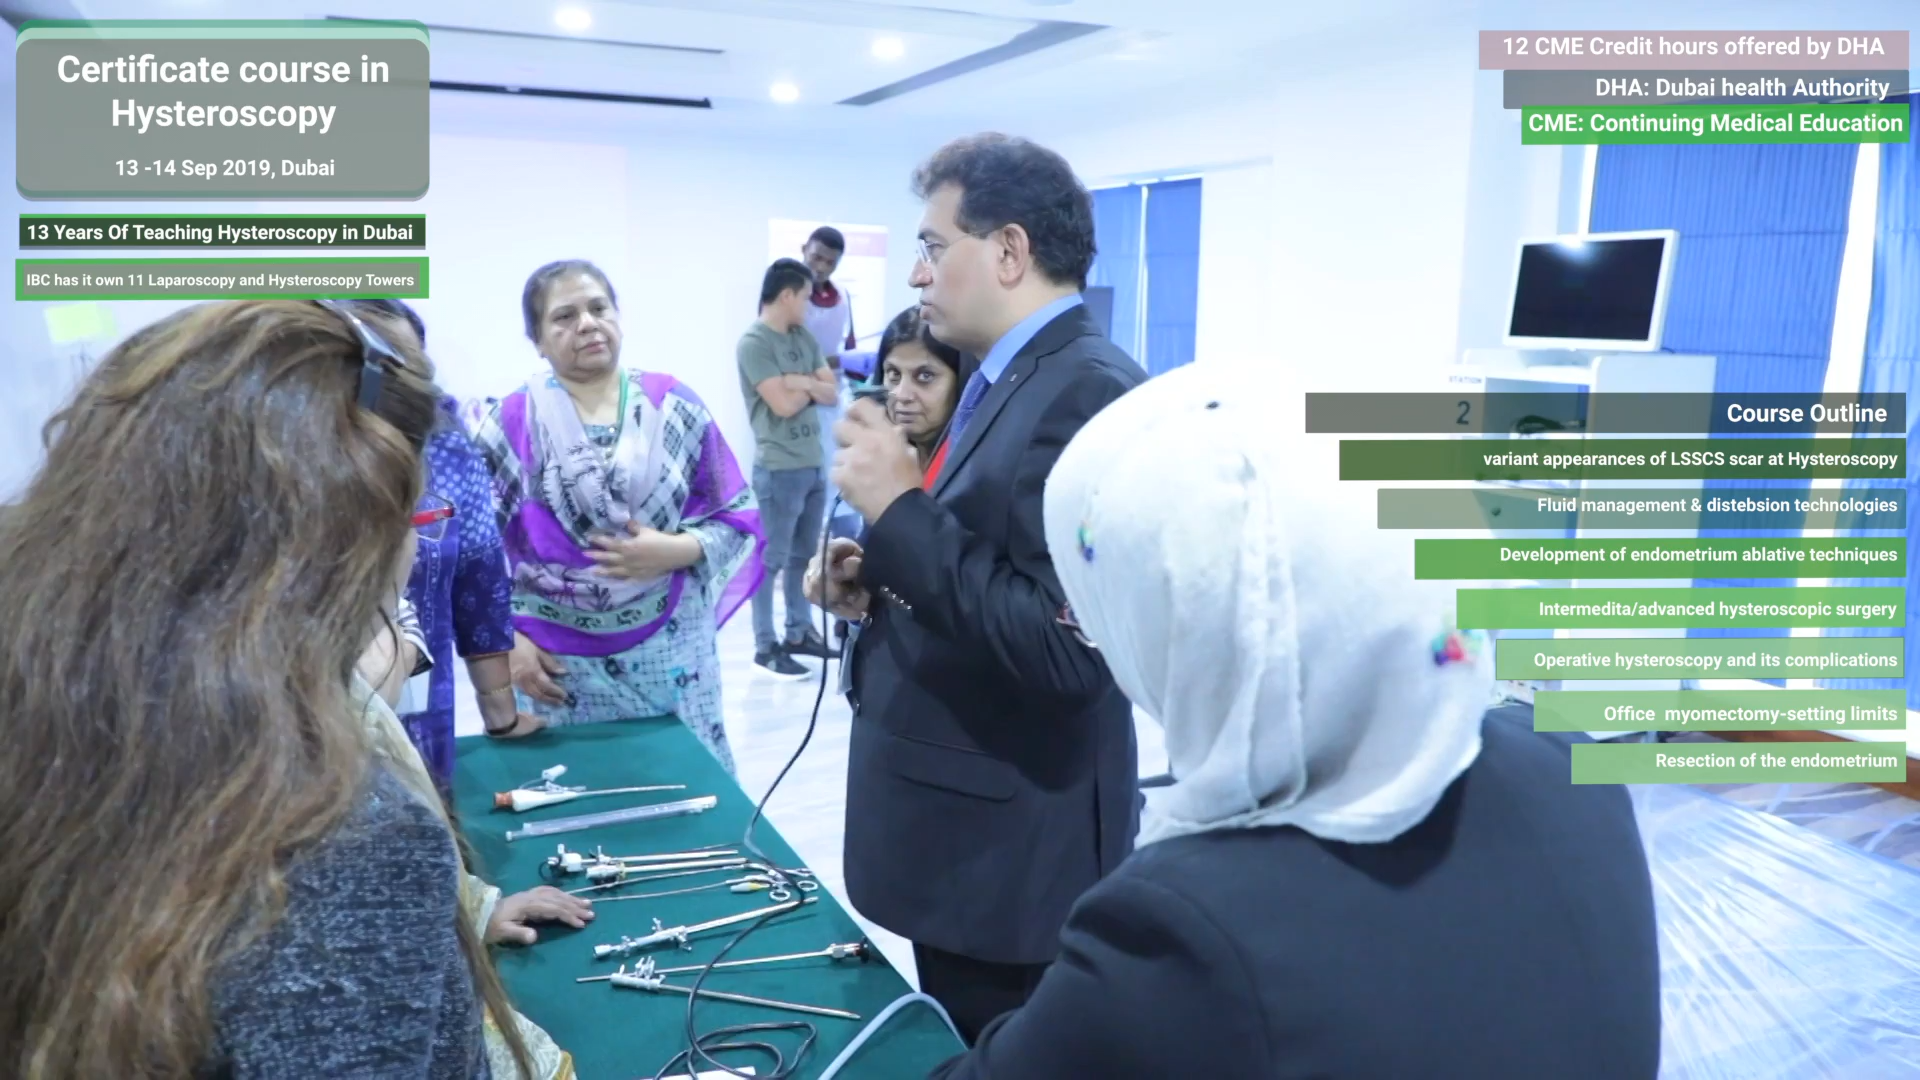 Certificate course in
Hysteroscopy
13 -14 Sep 2019, Dubai
13 Years Of Teaching Hysteroscopy in Dubai
IBC has it own 11 Laparoscopy and Hysteroscopy Towers
12 CME Credit hours offered by DHA
DHA: Dubai health Authority
CME: Continuing Medical Education
STATION
2
Course Outline
variant appearances of LSSCS scar at Hysteroscopy
Fluid management & distebsion technologies
Development of endometrium ablative techniques
Intermedita/advanced hysteroscopic surgery
Operative hysteroscopy and its complications
Office  myomectomy-setting limits
Resection of the endometrium